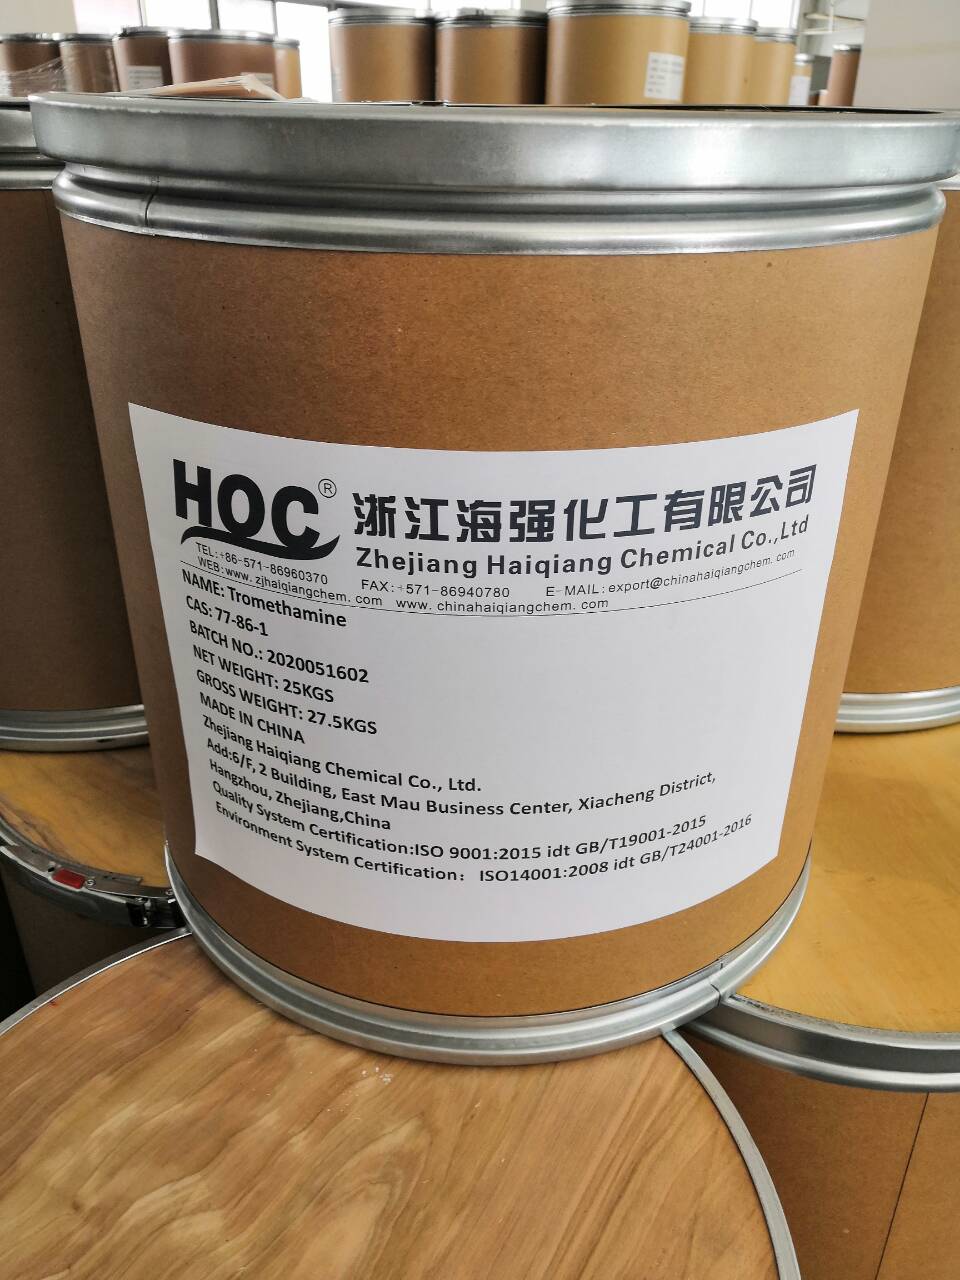 HQC®
浙江海强化工有限公司
Zhejiang Haiqiang Chemical Co.,Ltd
TEL:+86-571-86960370 FAX:+571-86940780 E-MAIL:export@chinahaiqiangchem.com
WEB:www.zjhaiqiangchem.com www.chinahaiqiangchem.com
NAME: Tromethamine
CAS: 77-86-1
BATCH NO.: 2020051602
NET WEIGHT: 25KGS
GROSS WEIGHT: 27.5KGS
MADE IN CHINA
Zhejiang Haiqiang Chemical Co., Ltd.
Add:6/F, 2 Building, East Mau Business Center, Xiacheng District,
Hangzhou, Zhejiang,China
Quality System Certification:ISO 9001:2015 idt GB/T19001-2015
Environment System Certification: ISO14001:2008 idt GB/T24001-2016